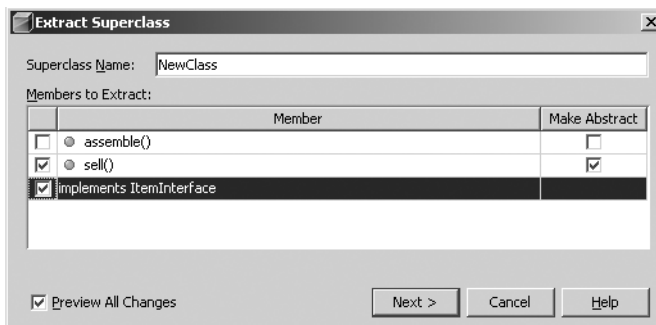 Extract Superclass
Superclass Name: NewClass
Members to Extract:
Member Make Abstract
assemble()
sell()
implements ItemInterface
Preview All Changes Next > Cancel Help